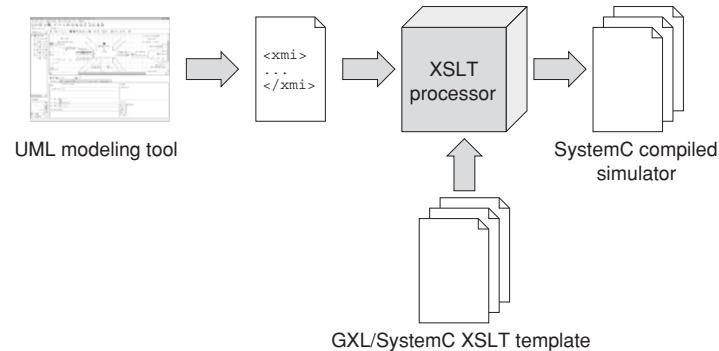 <xmi>
...
</xmi>
XSLT
processor
UML modeling tool
SystemC compiled
simulator
GXL/SystemC XSLT template